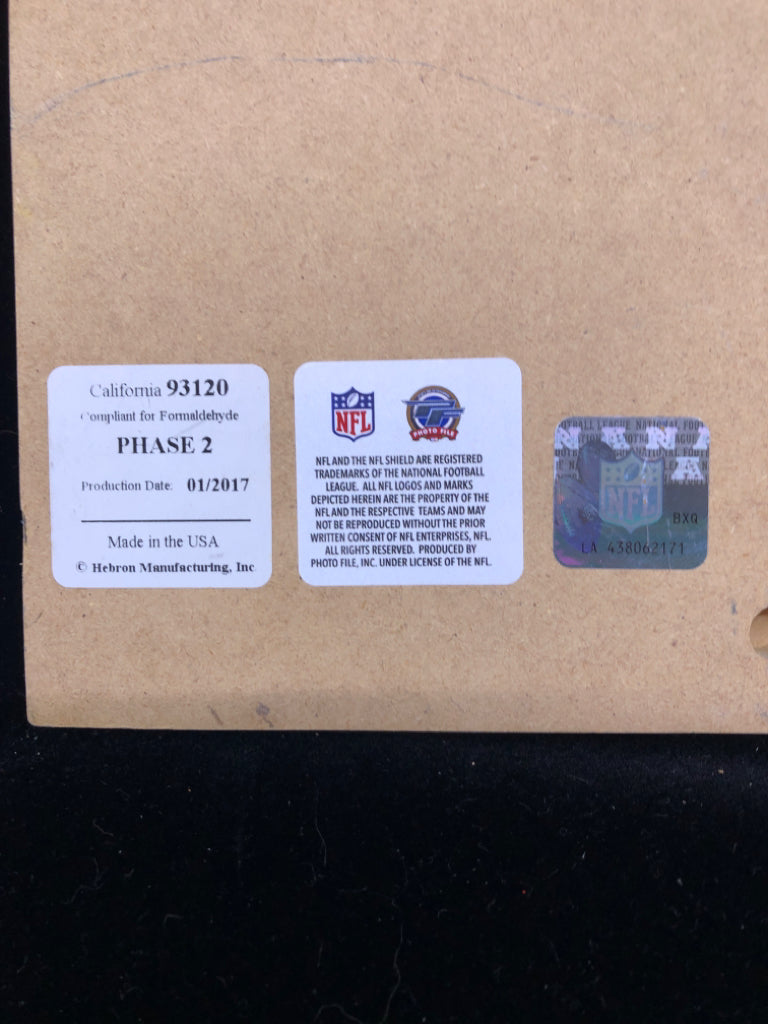 California 93120
Compliant for Formaldehyde
PHASE 2
Production Date: 01/2017
Made in the USA
© Hebron Manufacturing, Inc
NFL
PHOTO FILE
NFL AND THE NFL SHIELD ARE REGISTERED
TRADEMARKS OF THE NATIONAL FOOTBALL
LEAGUE. ALL NFL LOGOS AND MARKS
DEPICTED HEREIN ARE THE PROPERTY OF THE
NFL AND THE RESPECTIVE TEAMS AND MAY
NOT BE REPRODUCED WITHOUT THE PRIOR
WRITTEN CONSENT OF NFL ENTERPRISES, NFL.
ALL RIGHTS RESERVED. PRODUCED BY
PHOTO FILE, INC. UNDER LICENSE OF THE NFL.
LEAGUE NATIONAL
NFL
BXQ
LA 438062171